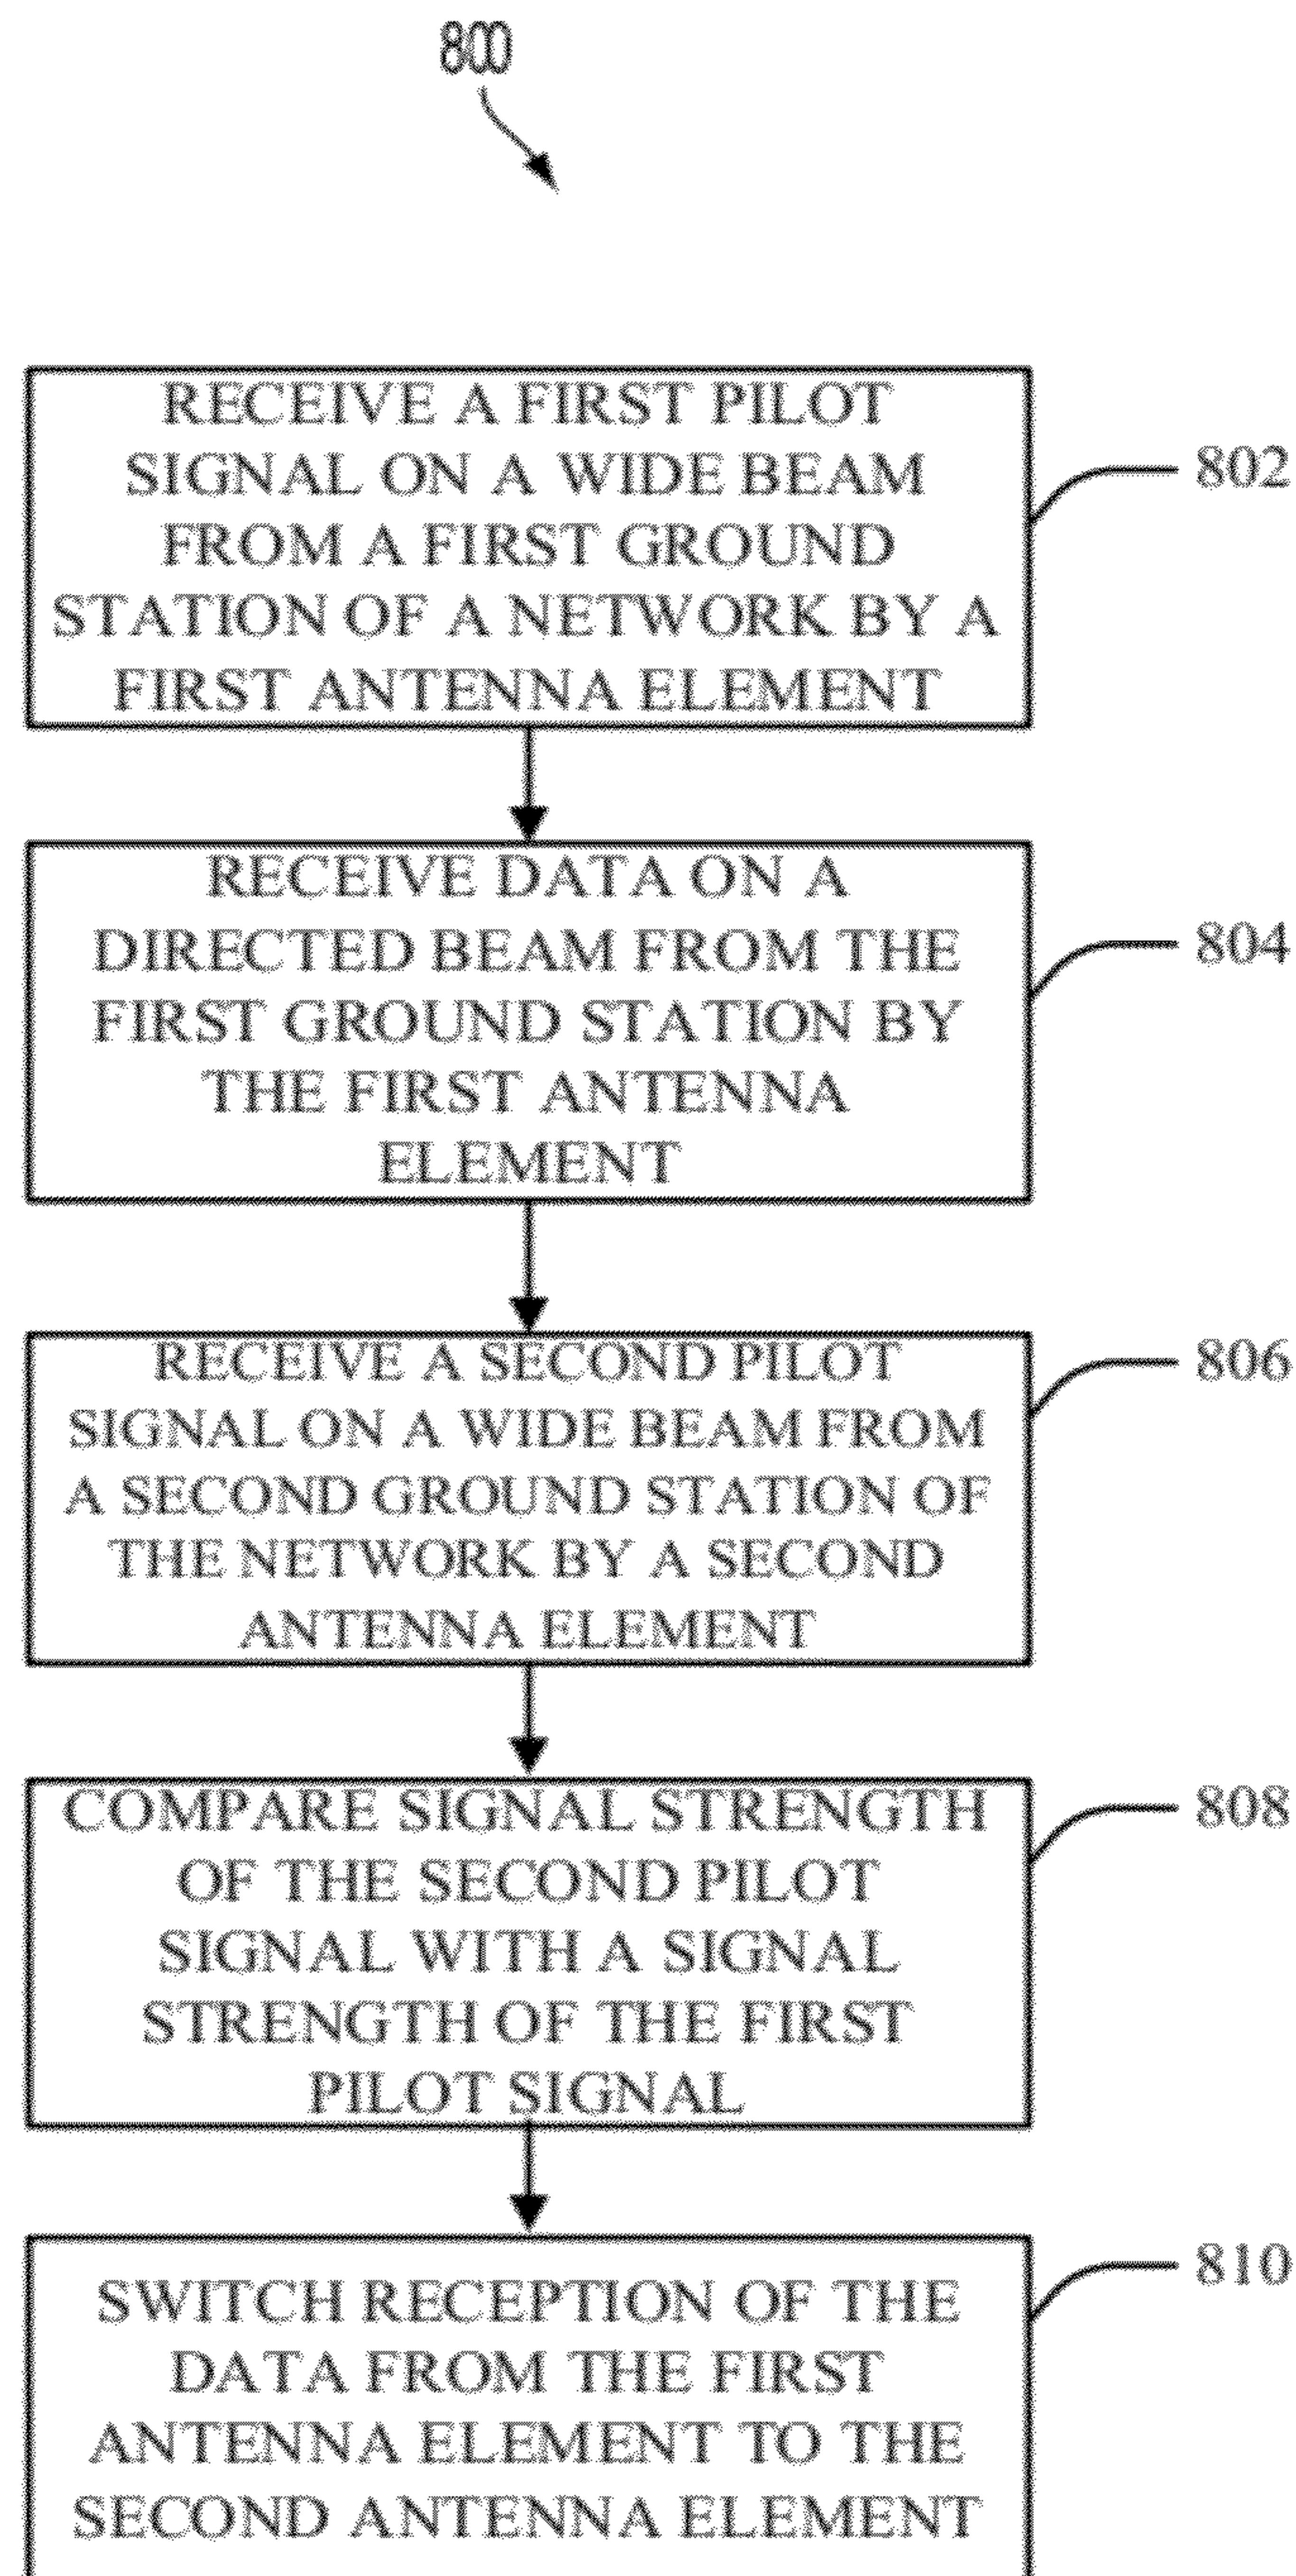 800
RECEIVE A FIRST PILOT
SIGNAL ON A WIDE BEAM
FROM A FIRST GROUND
STATION OF A NETWORK BY A
FIRST ANTENNA ELEMENT
802
RECEIVE DATA ON A
DIRECTED BEAM FROM THE
FIRST GROUND STATION BY
THE FIRST ANTENNA
ELEMENT
804
RECEIVE A SECOND PILOT
SIGNAL ON A WIDE BEAM FROM
A SECOND GROUND STATION OF
THE NETWORK BY A SECOND
ANTENNA ELEMENT
806
COMPARE SIGNAL STRENGTH
OF THE SECOND PILOT
SIGNAL WITH A SIGNAL
STRENGTH OF THE FIRST
PILOT SIGNAL
808
SWITCH RECEPTION OF THE
DATA FROM THE FIRST
ANTENNA ELEMENT TO THE
SECOND ANTENNA ELEMENT
810